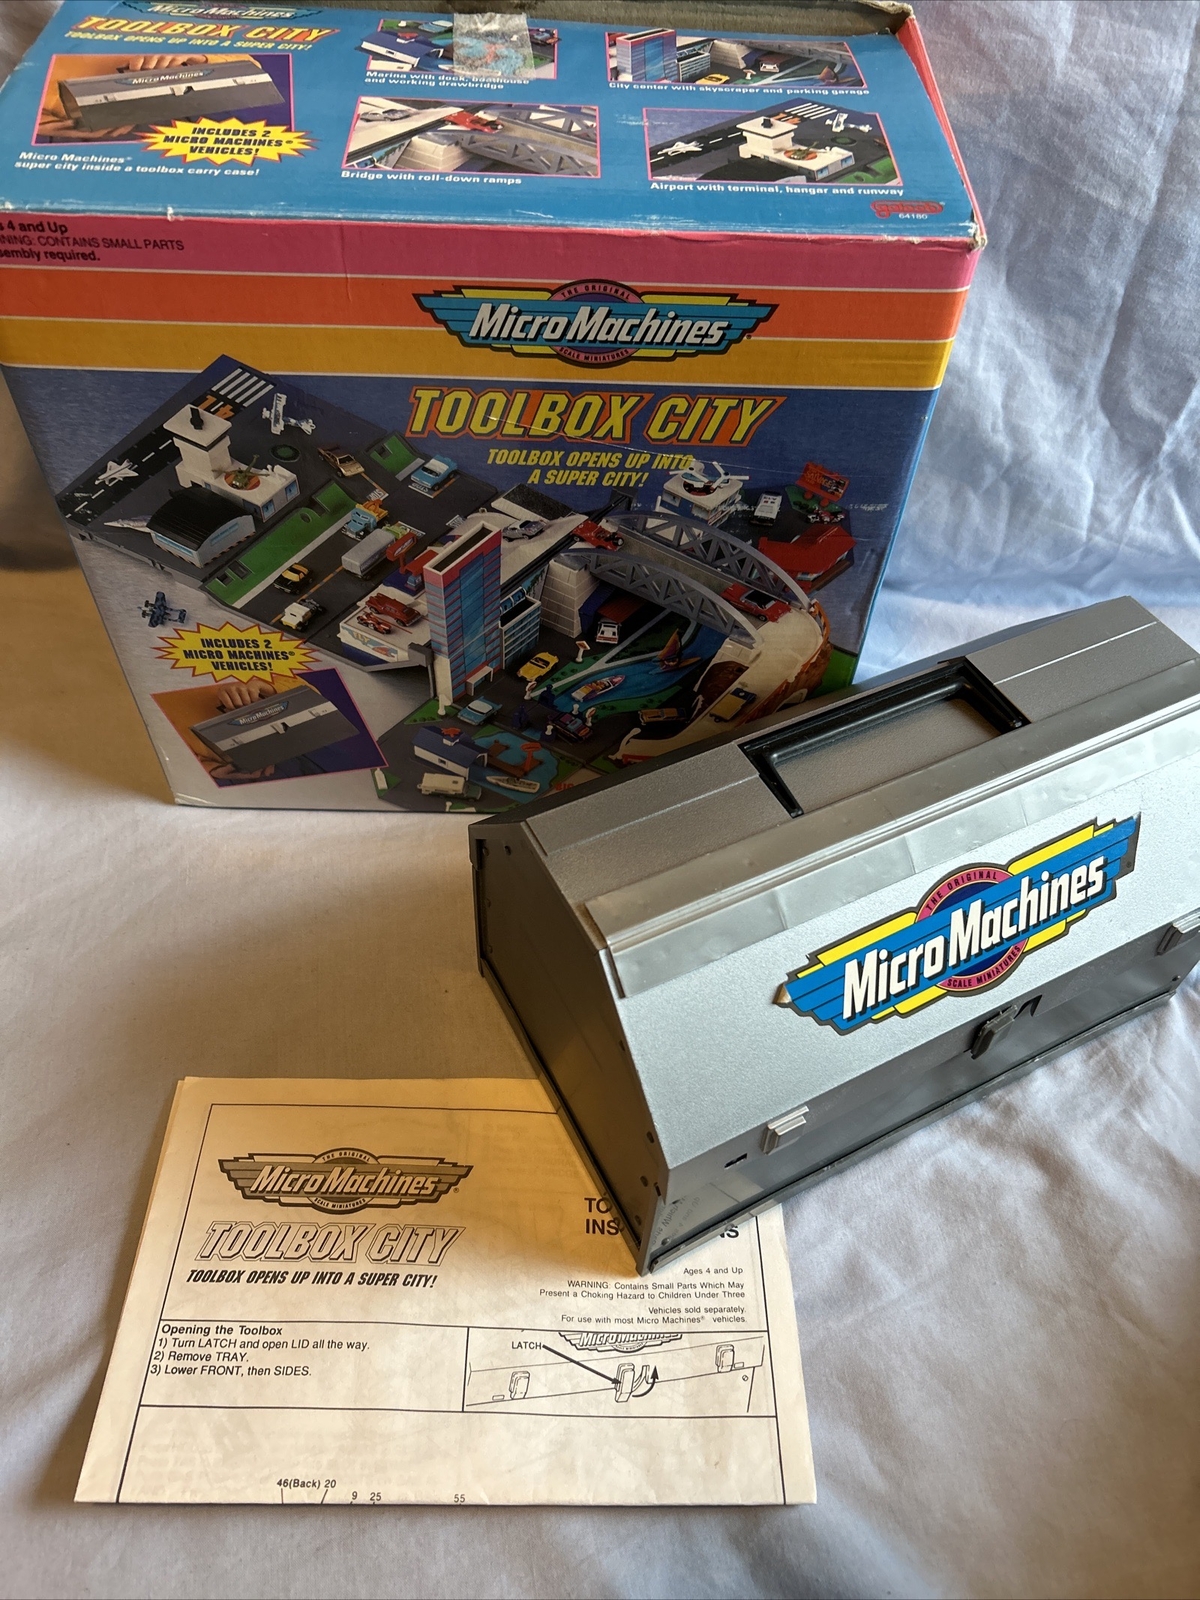 Micro Machines
TOOLBOX CITY
TOOLBOX OPENS UP INTO A SUPER CITY!
MicroMachines
INCLUDES 2
MICRO MACHINES®
VEHICLES!
Micro Machines®
super city inside a toolbox carry case!
Marina with dock, boathouse
and working drawbridge
City center with skyscraper and parking garage
Bridge with roll-down ramps
Airport with terminal, hangar and runway
galoob
64180
4 and Up
CONTAINS SMALL PARTS
required.
THE ORIGINAL
Micro Machines
SCALE MINIATURES
TOOLBOX CITY
TOOLBOX OPENS UP INTO
A SUPER CITY!
INCLUDES 2
MICRO MACHINES®
VEHICLES!
MicroMachines
THE ORIGINAL
Micro Machines
SCALE MINIATURES
THE ORIGINAL
Micro Machines
SCALE MINIATURES
TOOLBOX CITY
TOOLBOX OPENS UP INTO A SUPER CITY!
TO
INS NS
Ages 4 and Up
WARNING: Contains Small Parts Which May
Present a Choking Hazard to Children Under Three
Vehicles sold separately.
For use with most Micro Machines® vehicles.
Opening the Toolbox
1) Turn LATCH and open LID all the way.
2) Remove TRAY.
3) Lower FRONT, then SIDES.
LATCH
MicroMachines
46(Back) 20
9 25
55